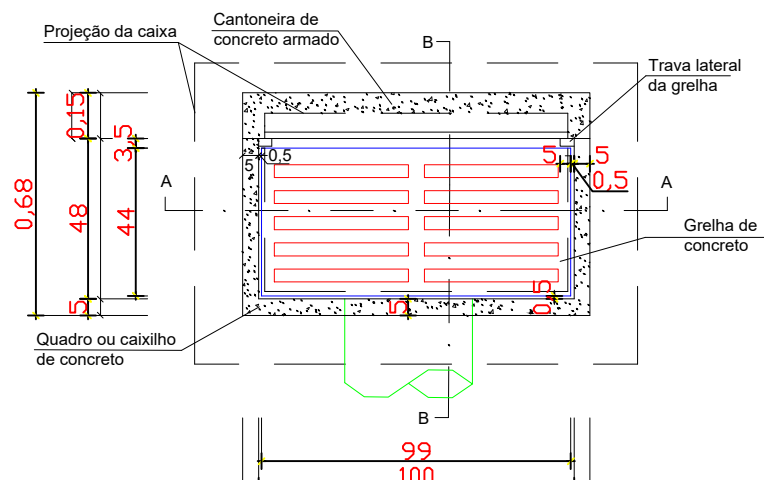 Cantoneira de
concreto armado
Projeção da caixa
B
Trava lateral
da grelha
0,15
3,5
0,5
5
5
5
0,5
A
A
0,68
48
44
Grelha de
concreto
0,5
5
5
Quadro ou caixilho
de concreto
B
99
100